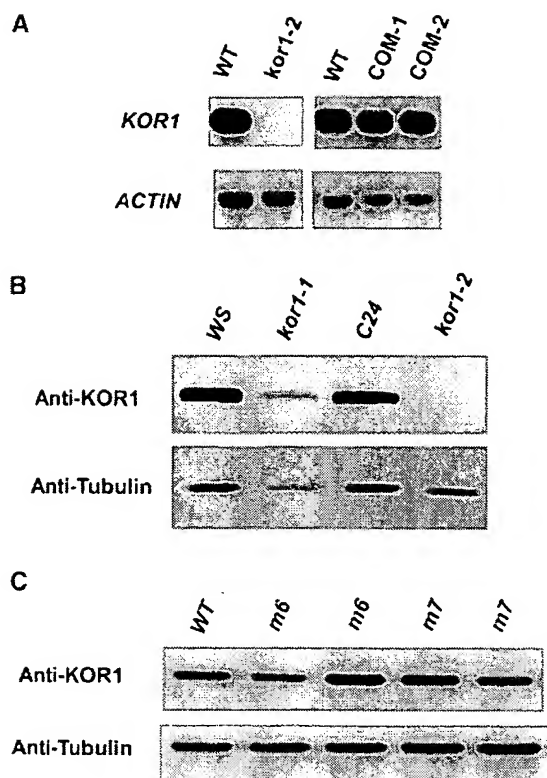 A
WT kor1-2 WT COM-1 COM-2
KOR1
ACTIN
B
WS kor1-1 C24 kor1-2
Anti-KOR1
Anti-Tubulin
C
WT m6 m6 m7 m7
Anti-KOR1
Anti-Tubulin